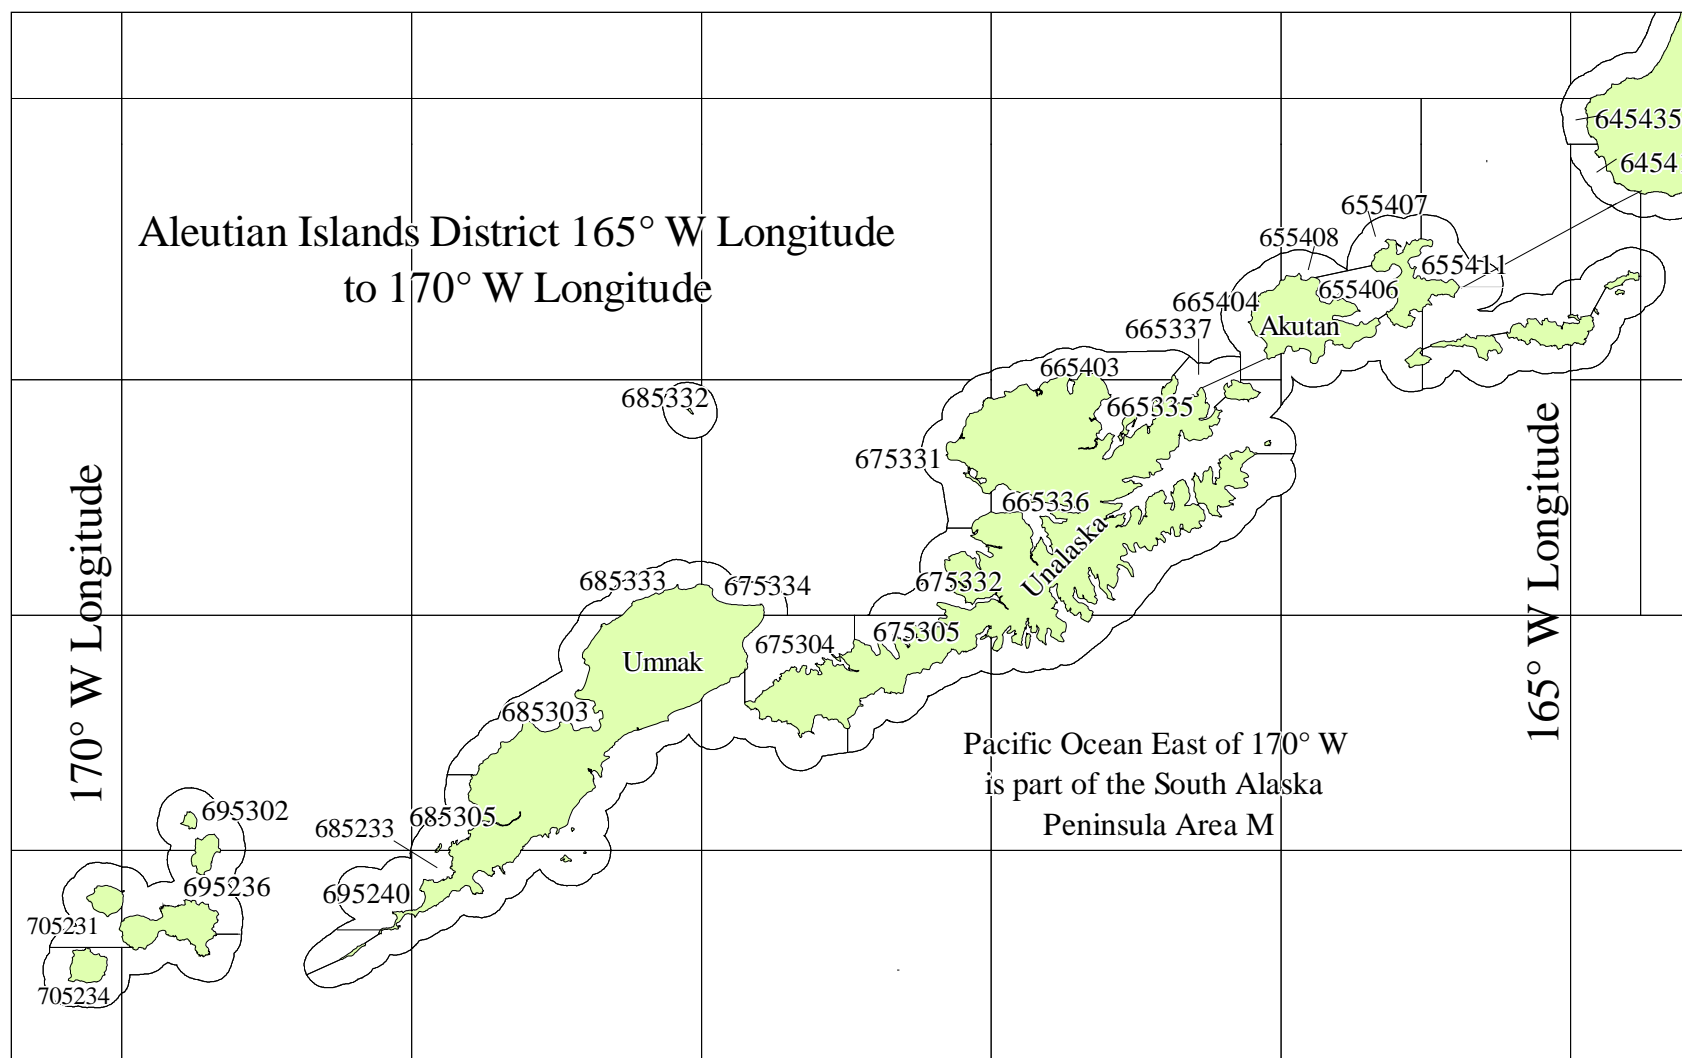 645435
6454
655407
Aleutian Islands District 165° W Longitude
to 170° W Longitude
655408
655411
655406
665404
Akutan
665337
665403
685332
665335
675331
170° W Longitude
165° W Longitude
665336
Unalaska
685333
675334
675332
675305
675304
Umnak
685303
Pacific Ocean East of 170° W
is part of the South Alaska
Peninsula Area M
695302
685305
685233
695236
695240
705231
705234